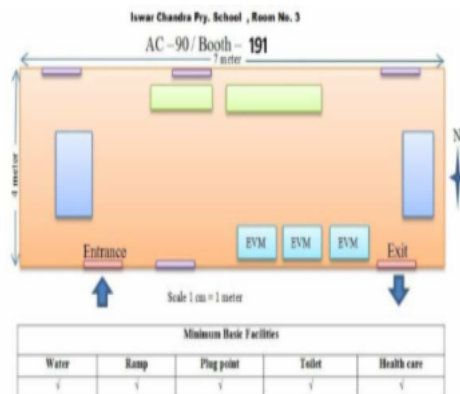 Iswar Chandra Pry. School , Room No. 3
AC – 90 / Booth – 191
7 meter
4 meter
N
EVM EVM EVM
Entrance
Exit
Scale 1 cm = 1 meter
Minimum Basic Facilities
Water Ramp Plug point Toilet Health care
√ √ √ √ √